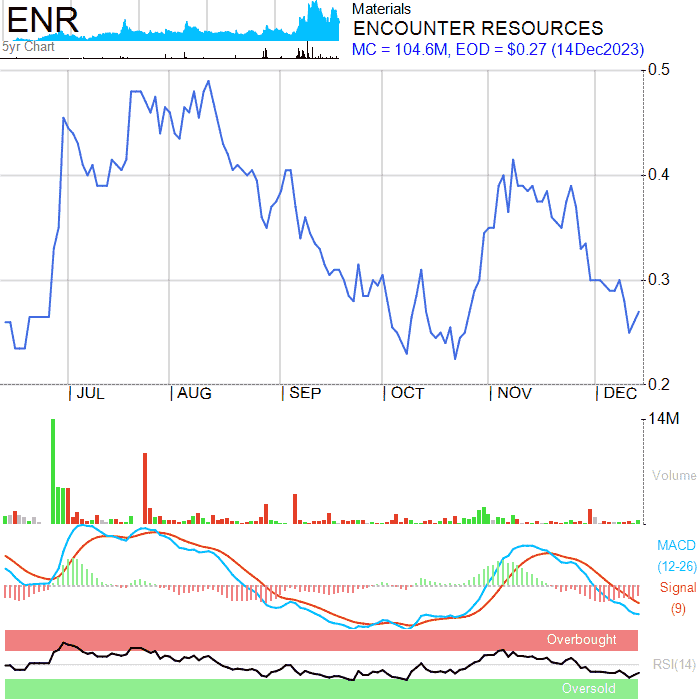 ENR
5yr Chart
Materials
ENCOUNTER RESOURCES
MC = 104.6M, EOD = $0.27 (14Dec2023)
0.5
0.4
0.3
0.2
JUL AUG SEP OCT NOV DEC
14M
Volume
MACD
(12-26)
Signal
(9)
Overbought
RSI(14)
Oversold